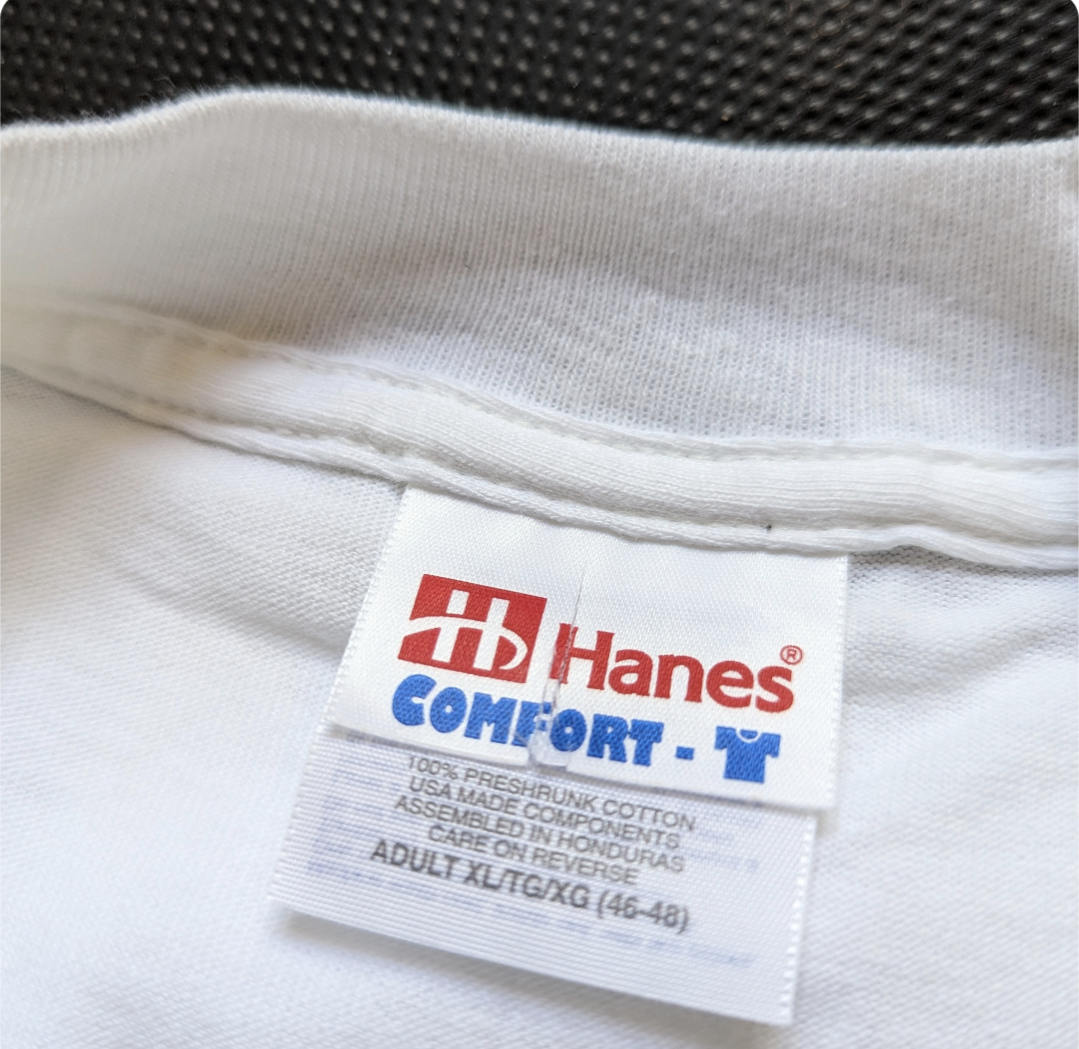 Hb Hanes®
COMFORT -
100% PRESHRUNK COTTON
USA MADE COMPONENTS
ASSEMBLED IN HONDURAS
CARE ON REVERSE
ADULT XL/TG/XG (46-48)